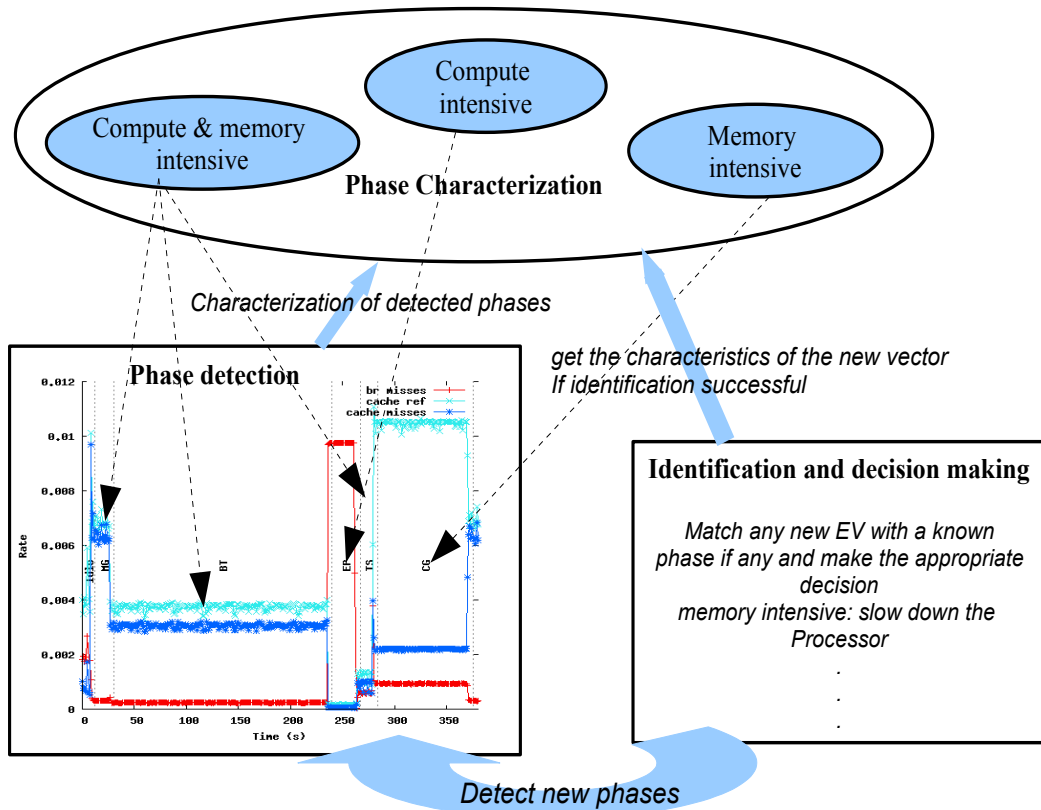 Compute
intensive
Compute & memory
intensive
Memory
intensive
Phase Characterization
Characterization of detected phases
get the characteristics of the new vector
If identification successful
Phase detection
br misses
cache ref
cache misses
0.012
0.01
0.008
0.006
0.004
0.002
0
Rate
Idle
MG
BT
EP
TS
CG
0
50
100
150
200
250
300
350
Time (s)
Identification and decision making
Match any new EV with a known
phase if any and make the appropriate
decision
memory intensive: slow down the
Processor
.
.
.
Detect new phases